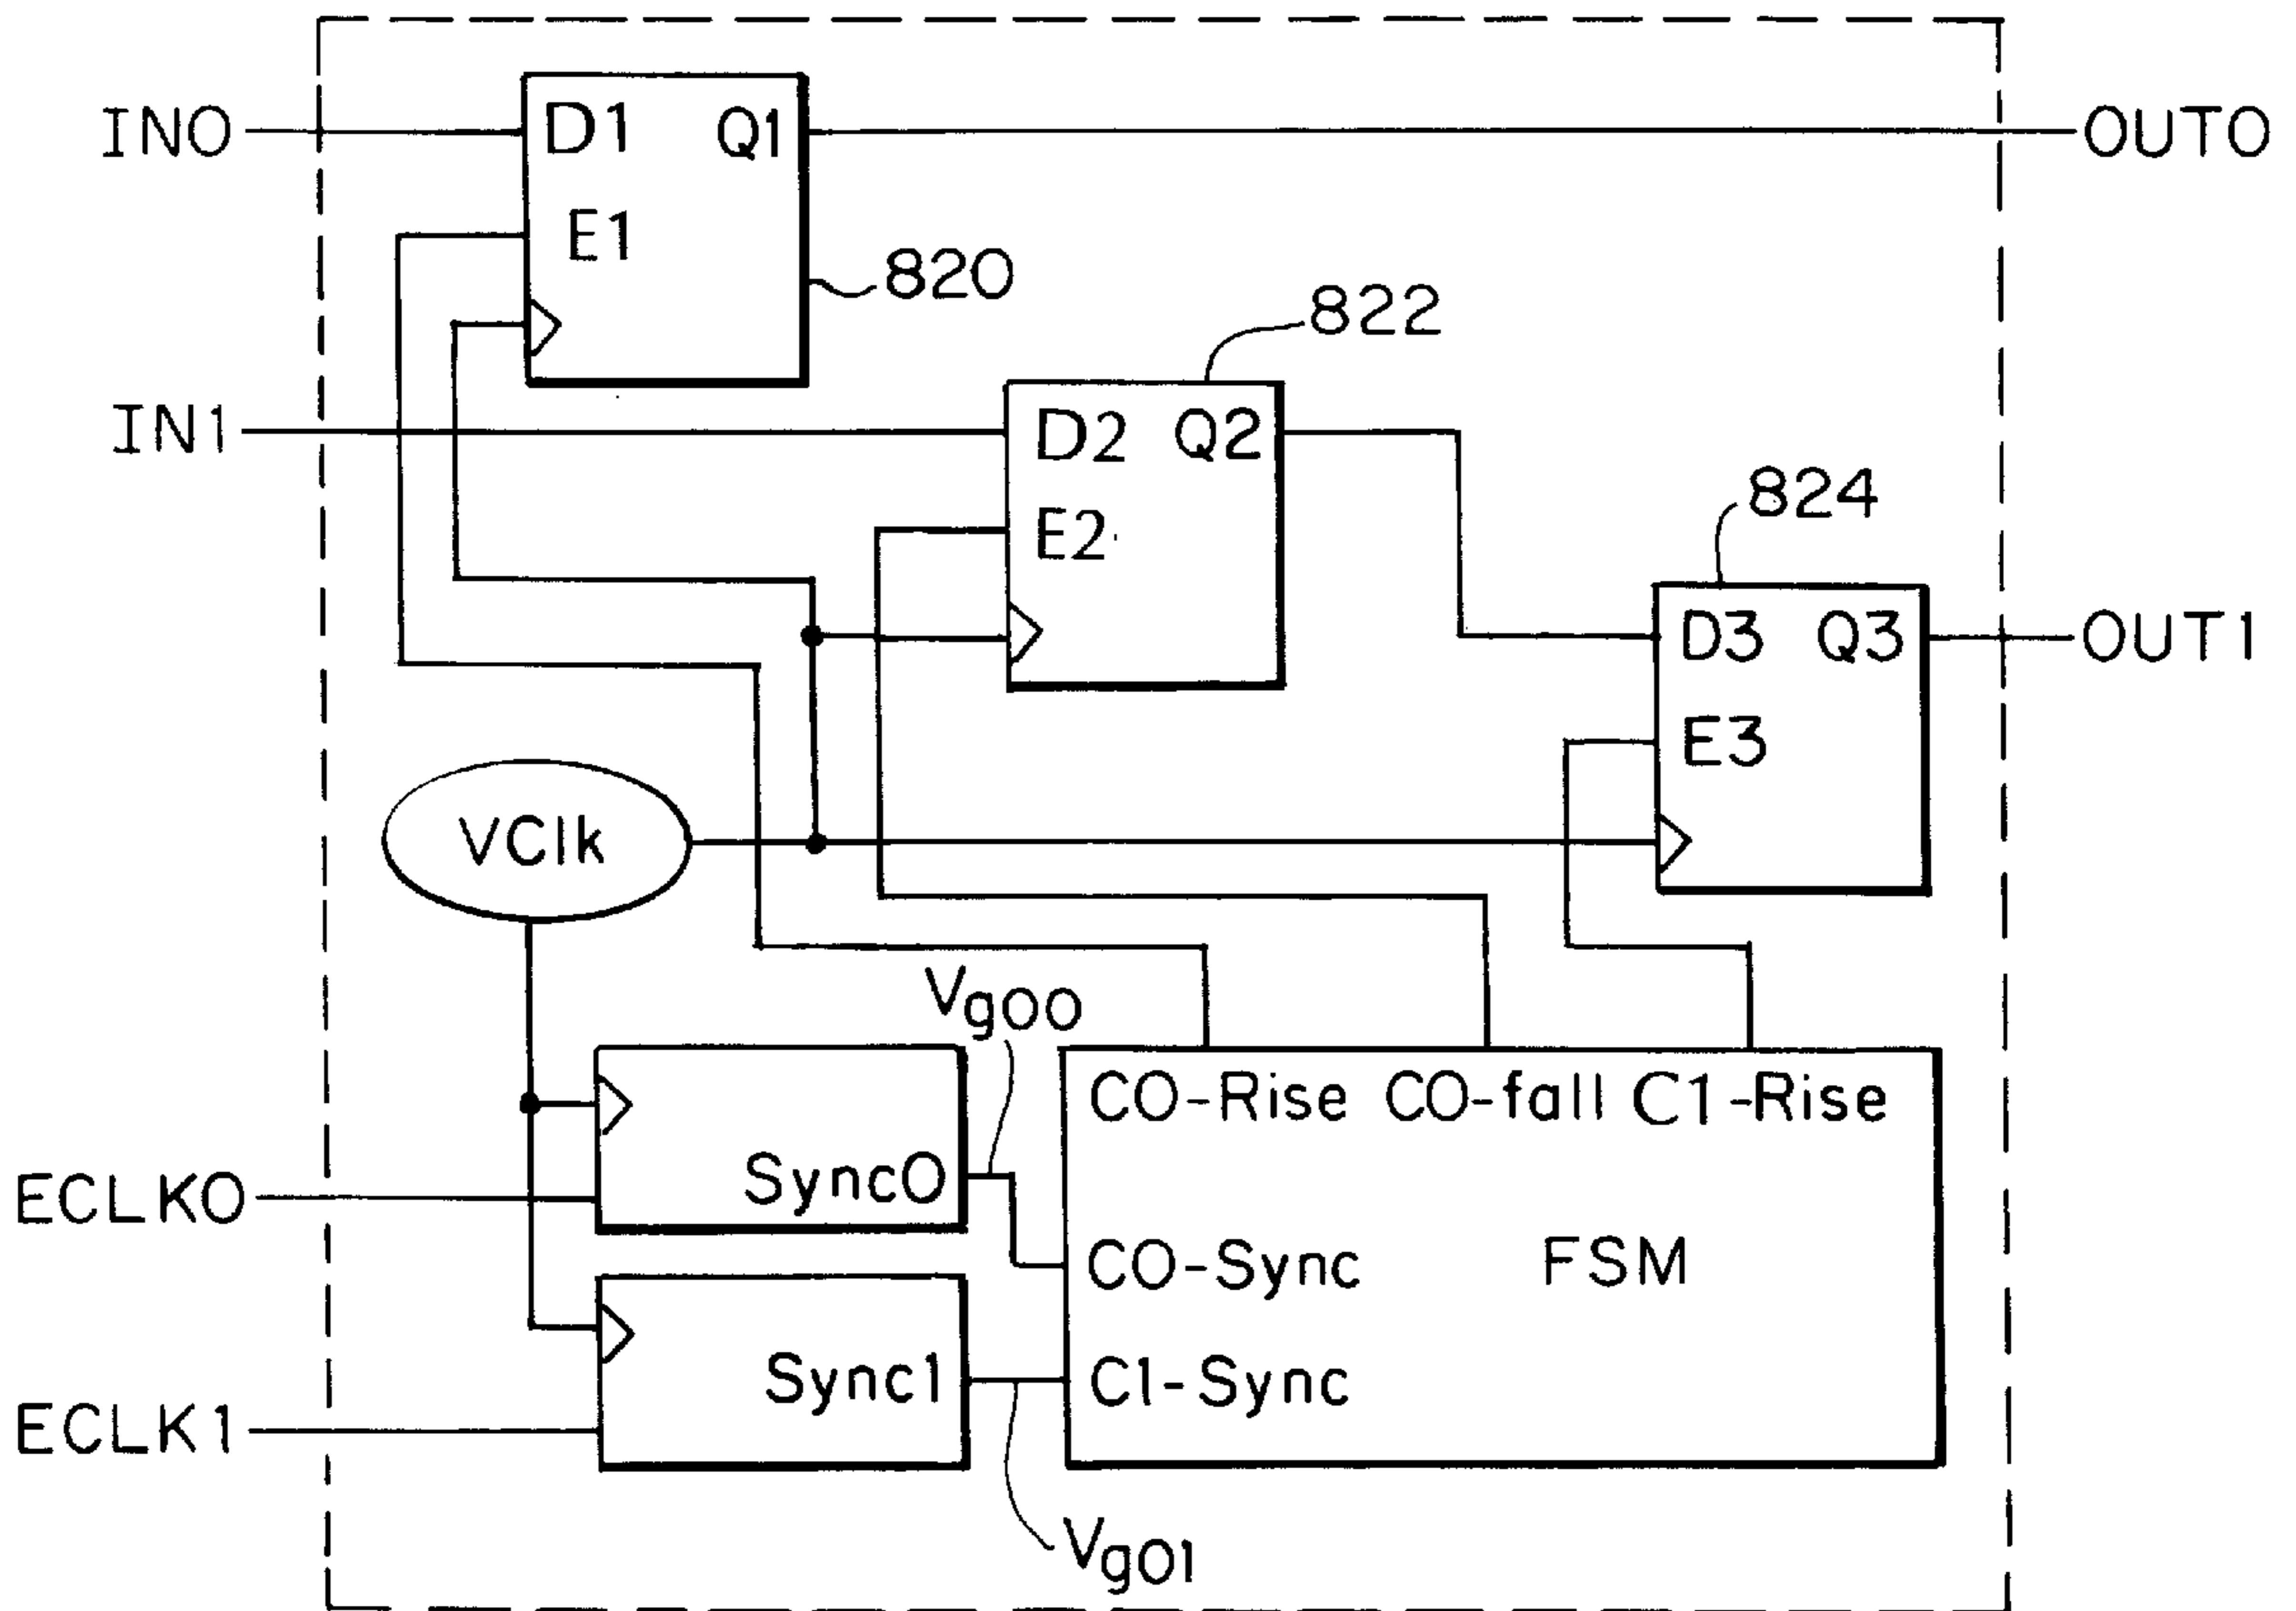 INO
D1 Q1
OUTO
E1
820
822
IN1
D2 Q2
824
E2
D3 Q3
OUT1
E3
VClk
Vgoo
CO-Rise CO-fall C1-Rise
SyncO
ECLKO
CO-Sync
FSM
Sync1
C1-Sync
ECLK1
VgO1